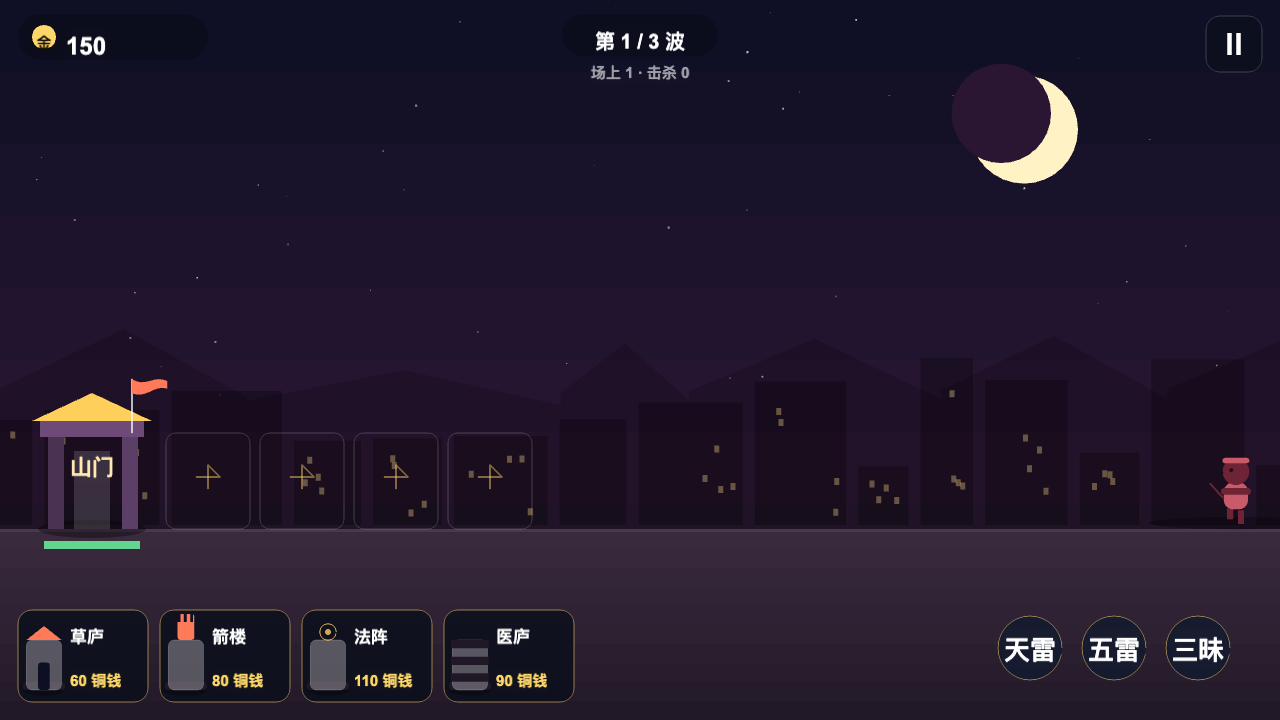 金 150
第 1 / 3 波
场上 1 · 击杀 0
山门
草庐
60 铜钱
箭楼
80 铜钱
法阵
110 铜钱
医庐
90 铜钱
天雷
五雷
三昧